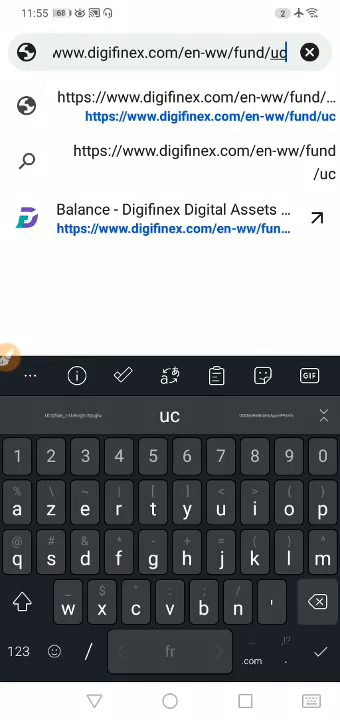 11:55 68 2
www.digifinex.com/en-ww/fund/uc
https://www.digifinex.com/en-ww/fund/...
https://www.digifinex.com/en-ww/fund/uc
https://www.digifinex.com/en-ww/fund
/uc
Balance - Digifinex Digital Assets ...
https://www.digifinex.com/en-ww/fun...
... GIF
uc
1 2 3 4 5 6 7 8 9 0
% \ ~ | [ ] < > { }
a z e r t y u i o p
@ # & * - + = ( ) ^
q s d f g h j k l m
_ $ " : ; /
w x c v b n '
123 / fr .com ,!? .